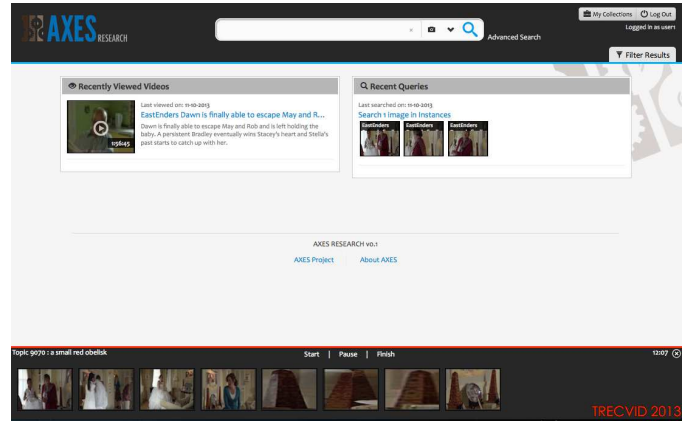 My Collections
Log Out
AXES RESEARCH
Advanced Search
Logged in as user1
Filter Results
Recently Viewed Videos
Last viewed on: 11-10-2013
EastEnders Dawn is finally able to escape May and R...
Dawn is finally able to escape May and Rob and is left holding the
baby. A persistent Bradley eventually wins Stacey's heart and Stella's
past starts to catch up with her.
1:56:45
Recent Queries
Last searched on: 11-10-2013
Search 1 Image in Instances
EastEnders EastEnders EastEnders
AXES RESEARCH v0.1
AXES Project
About AXES
Topic 9070 : a small red obelisk
Start | Pause | Finish
12:07
TRECVID 2013